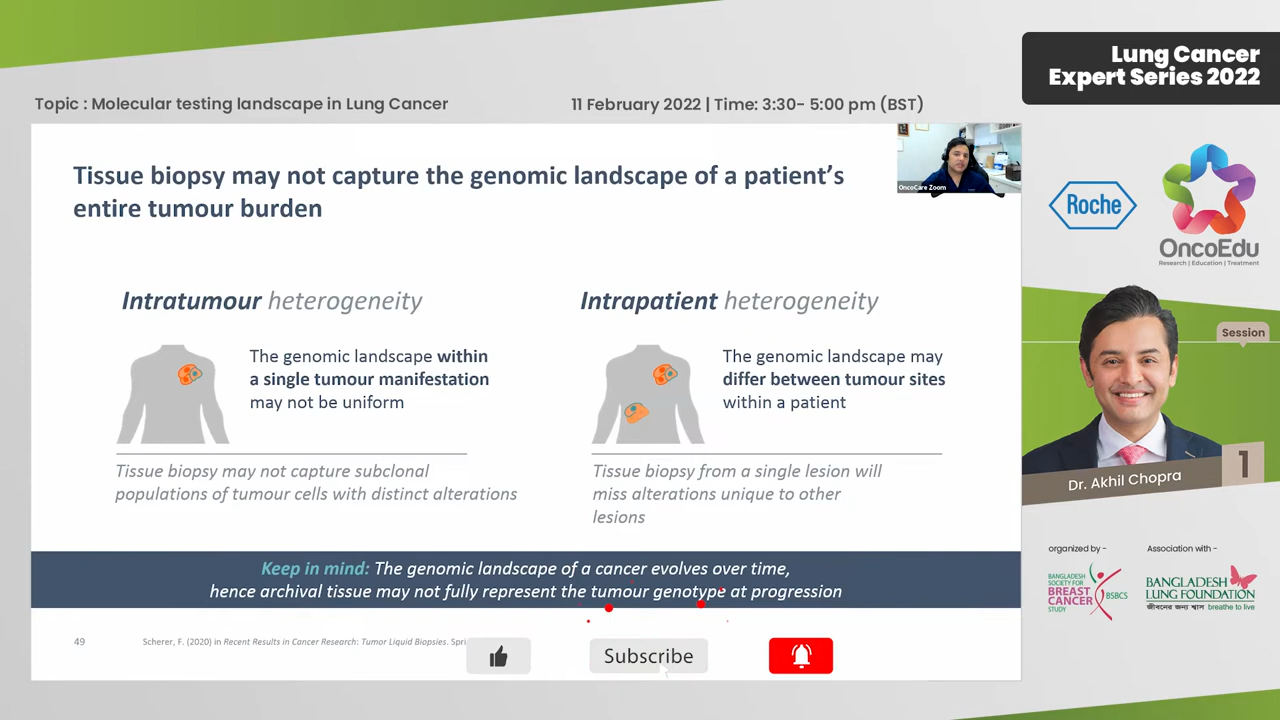 Lung Cancer
Expert Series 2022
Topic : Molecular testing landscape in Lung Cancer
11 February 2022 | Time: 3:30- 5:00 pm (BST)
Tissue biopsy may not capture the genomic landscape of a patient's
entire tumour burden
OncoCare Zoom
Roche
OncoEdu
Research | Education | Treatment
Intratumour heterogeneity
The genomic landscape within
a single tumour manifestation
may not be uniform
Tissue biopsy may not capture subclonal
populations of tumour cells with distinct alterations
Intrapatient heterogeneity
The genomic landscape may
differ between tumour sites
within a patient
Tissue biopsy from a single lesion will
miss alterations unique to other
lesions
Keep in mind: The genomic landscape of a cancer evolves over time,
hence archival tissue may not fully represent the tumour genotype at progression
49
Scherer, F. (2020) in Recent Results in Cancer Research: Tumor Liquid Biopsies. Spri
Subscribe
Session
1
Dr. Akhil Chopra
organized by -
BANGLADESH
SOCIETY FOR
BREAST
CANCER
STUDY
BSBCS
Association with -
BANGLADESH
LUNG FOUNDATION
জীবনের জন্য শ্বাস breathe to live